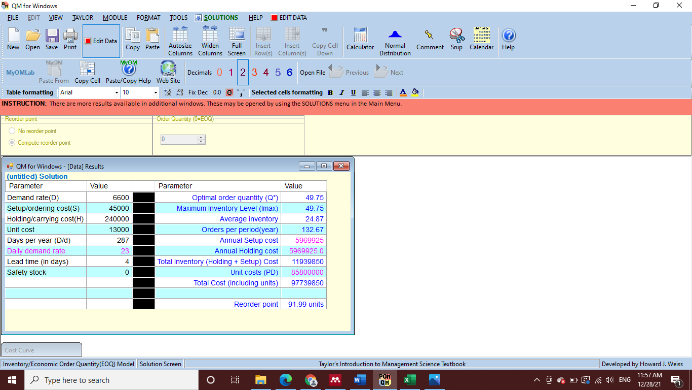 QM for Windows
FILE EDIT VIEW TAYLOR MODULE FORMAT TOOLS SOLUTIONS HELP EDIT DATA
New Open Save Print Edit Data Copy Paste Autosize Columns Widen Columns Full Screen Insert Row(s) Insert Column(s) Copy Cell Down Calculator Normal Distribution Comment Snip Calendar Help
MyOMLab Paste From Copy Cell Paste/Copy Help Web Site Decimals 0 1 2 3 4 5 6 Open File Previous Next
Table formatting Arial 10 Fix Dec 0.0 Selected cells formatting B I U A
INSTRUCTION: There are more results available in additional windows. These may be opened by using the SOLUTIONS menu in the Main Menu.
Reorder point Order Quantity (0=EOQ)
No reorder point
Compute reorder point 0
QM for Windows - [Data] Results
(untitled) Solution
Parameter Value Parameter Value
Demand rate(D) 6600 Optimal order quantity (Q*) 49.75
Setup/ordering cost(S) 45000 Maximum Inventory Level (Imax) 49.75
Holding/carrying cost(H) 240000 Average inventory 24.87
Unit cost 13000 Orders per period(year) 132.67
Days per year (D/d) 287 Annual Setup cost 5969925
Daily demand rate 23 Annual Holding cost 5969925.0
Lead time (in days) 4 Total Inventory (Holding + Setup) Cost 11939850
Safety stock 0 Unit costs (PD) 85800000
Total Cost (including units) 97739850
Reorder point 91.99 units
Cost Curve
Inventory/Economic Order Quantity(EOQ) Model Solution Screen Taylor's Introduction to Management Science Textbook Developed by Howard J. Weiss
Type here to search ENG 11:57 AM
12/28/21